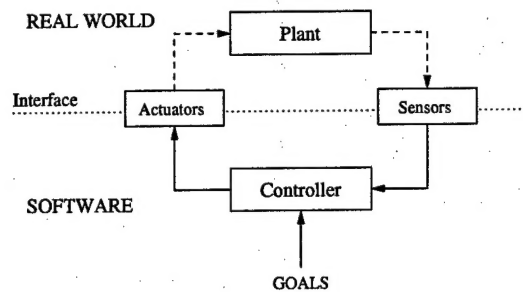 REAL WORLD
Plant
Interface
Actuators
Sensors
Controller
SOFTWARE
GOALS